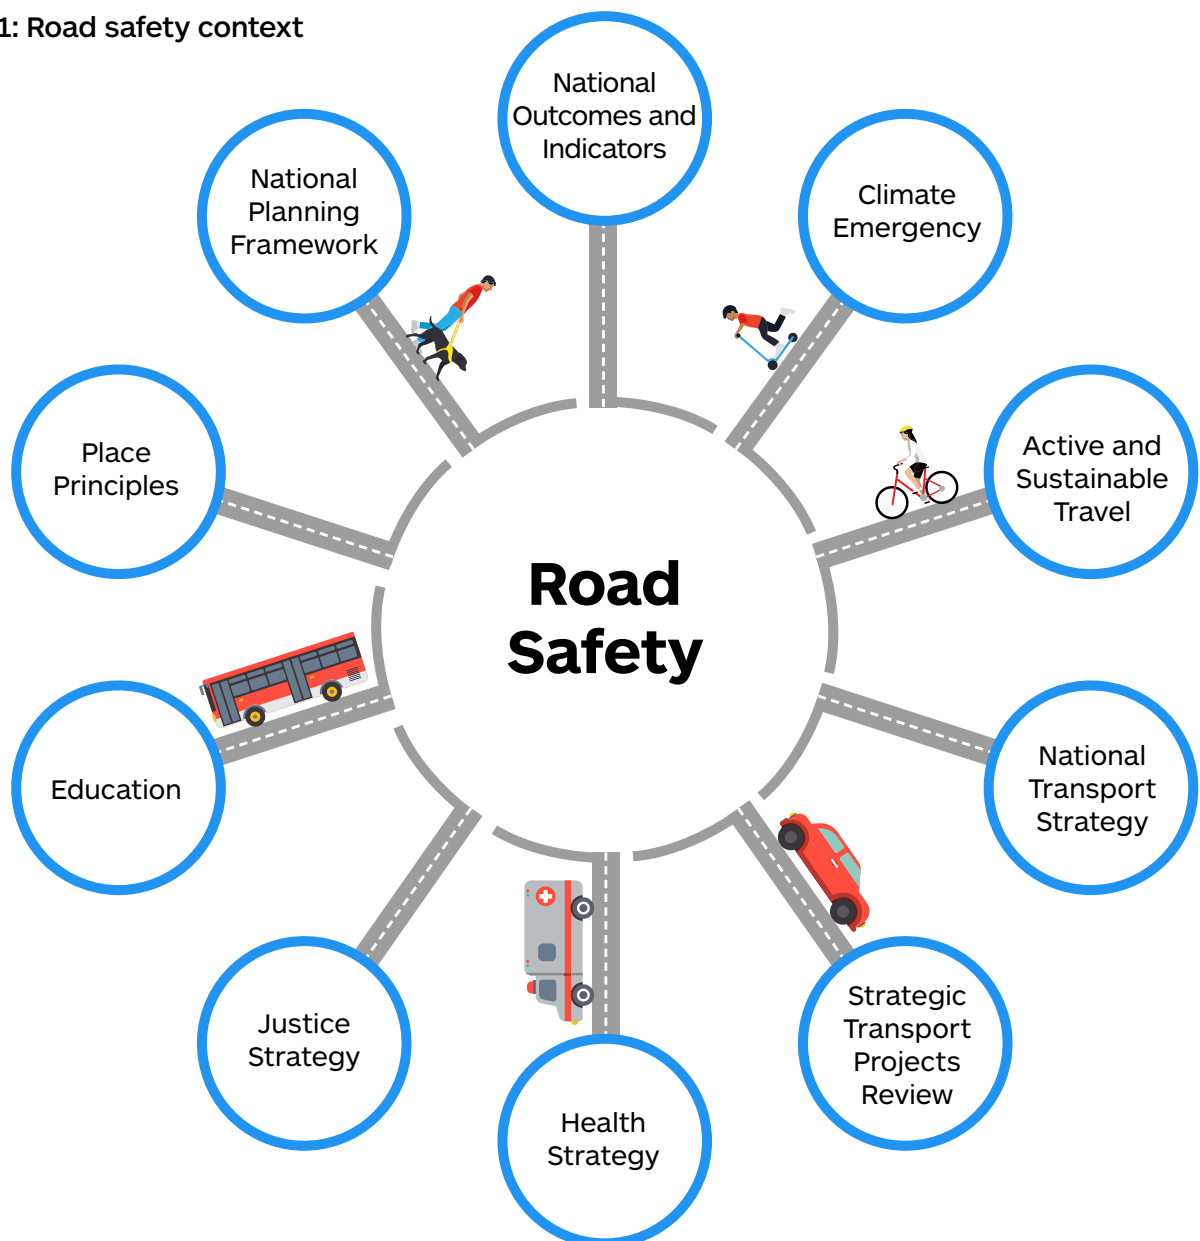 1: Road safety context
National
Outcomes and
Indicators
Climate
Emergency
Active and
Sustainable
Travel
National
Transport
Strategy
Strategic
Transport
Projects
Review
Health
Strategy
Justice
Strategy
Education
Place
Principles
National
Planning
Framework
Road
Safety